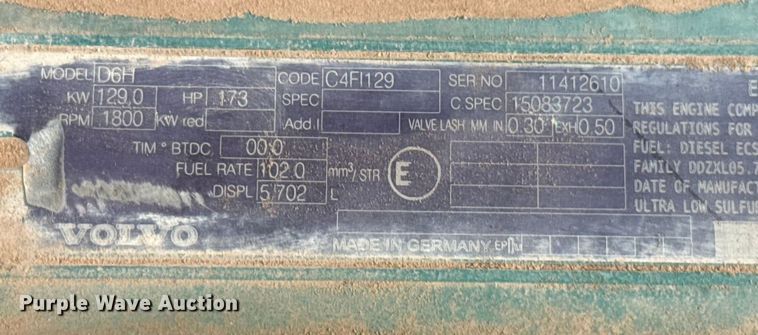 MODEL D6H CODE C4FI129 SER NO 11412610
KW 129.0 HP 173 SPEC C SPEC 15083723
RPM 1800 KW red Add.I VALVE LASH MM IN 0.30 EXH 0.50
TIM ° BTDC 00.0
FUEL RATE 102.0 mm³/STR E
DISPL 5,702 L
THIS ENGINE COMP
REGULATIONS FOR
FUEL: DIESEL ECS
FAMILY DDZXL05.7
DATE OF MANUFACT
ULTRA LOW SULFUR
VOLVO
MADE IN GERMANY
Purple Wave Auction